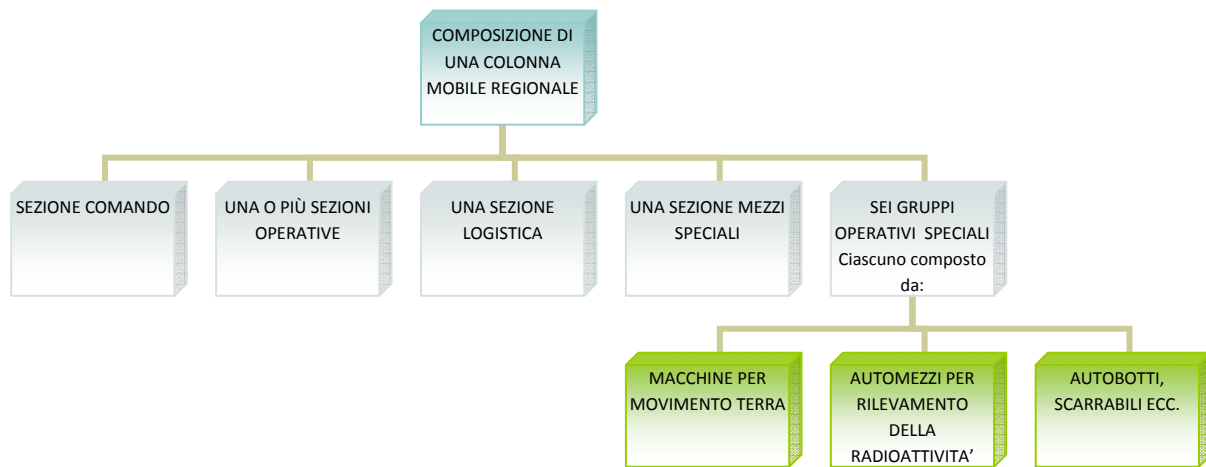 COMPOSIZIONE DI
UNA COLONNA
MOBILE REGIONALE
SEZIONE COMANDO
UNA O PIÙ SEZIONI
OPERATIVE
UNA SEZIONE
LOGISTICA
UNA SEZIONE MEZZI
SPECIALI
SEI GRUPPI
OPERATIVI SPECIALI
Ciascuno composto
da:
MACCHINE PER
MOVIMENTO TERRA
AUTOMEZZI PER
RILEVAMENTO
DELLA
RADIOATTIVITA’
AUTOBOTTI,
SCARRABILI ECC.